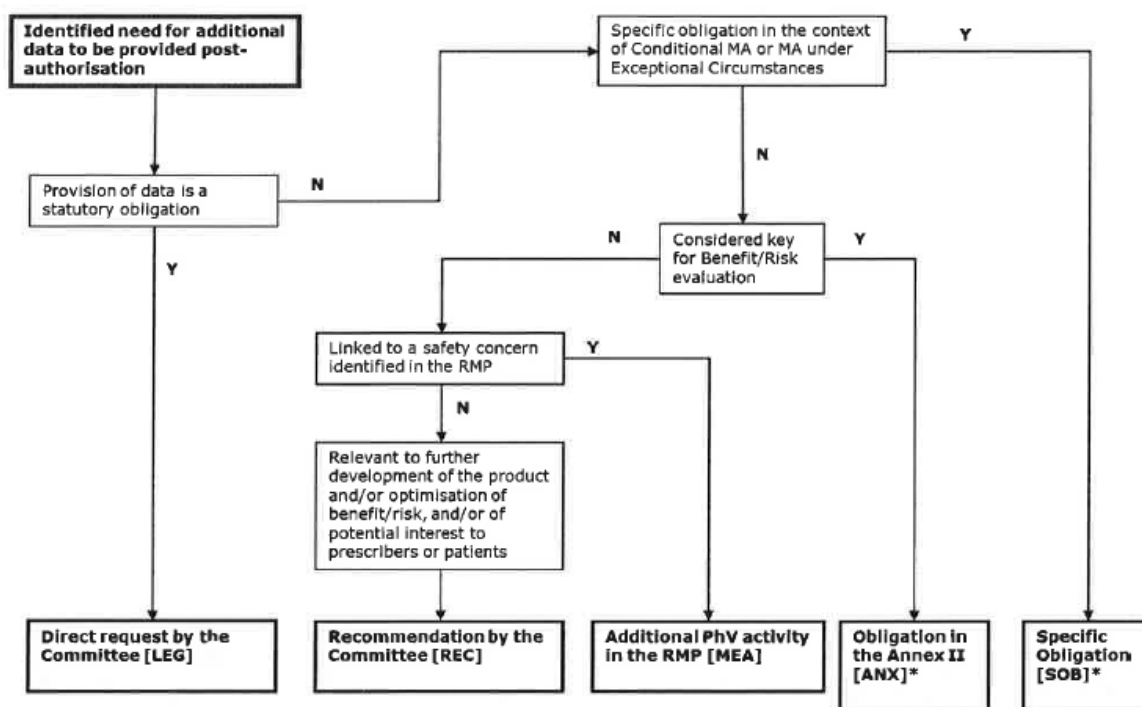 Identified need for additional
data to be provided post-
authorisation
Specific obligation in the context
of Conditional MA or MA under
Exceptional Circumstances
Y
N
Provision of data is a
statutory obligation
N
Y
Considered key
for Benefit/Risk
evaluation
N
Y
Linked to a safety concern
identified in the RMP
Y
N
Relevant to further
development of the product
and/or optimisation of
benefit/risk, and/or of
potential interest to
prescribers or patients
Direct request by the
Committee [LEG]
Recommendation by the
Committee [REC]
Additional PhV activity
in the RMP [MEA]
Obligation in
the Annex II
[ANX]*
Specific
Obligation
[SOB]*